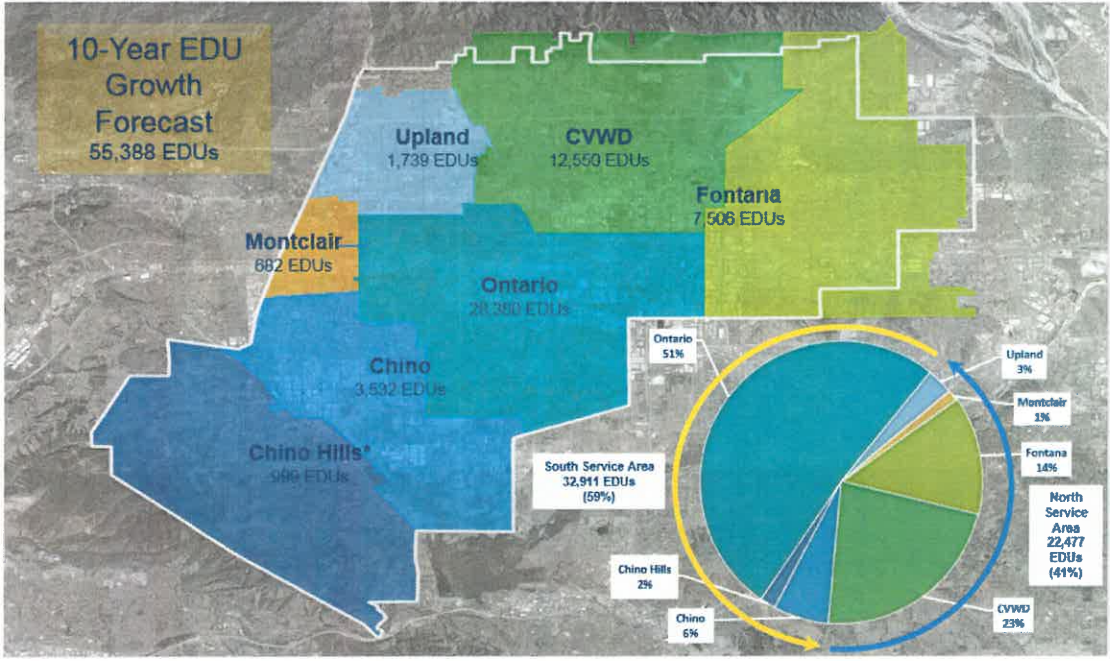 10-Year EDU
Growth
Forecast
55,388 EDUs
Upland
1,739 EDUs
CVWD
12,550 EDUs
Fontana
7,506 EDUs
Montclair
682 EDUs
Ontario
28,380 EDUs
Chino
3,532 EDUs
Chino Hills*
999 EDUs
Ontario
51%
Upland
3%
Montclair
1%
Fontana
14%
South Service Area
32,911 EDUs
(59%)
North
Service
Area
22,477
EDUs
(41%)
Chino Hills
2%
Chino
6%
CVWD
23%